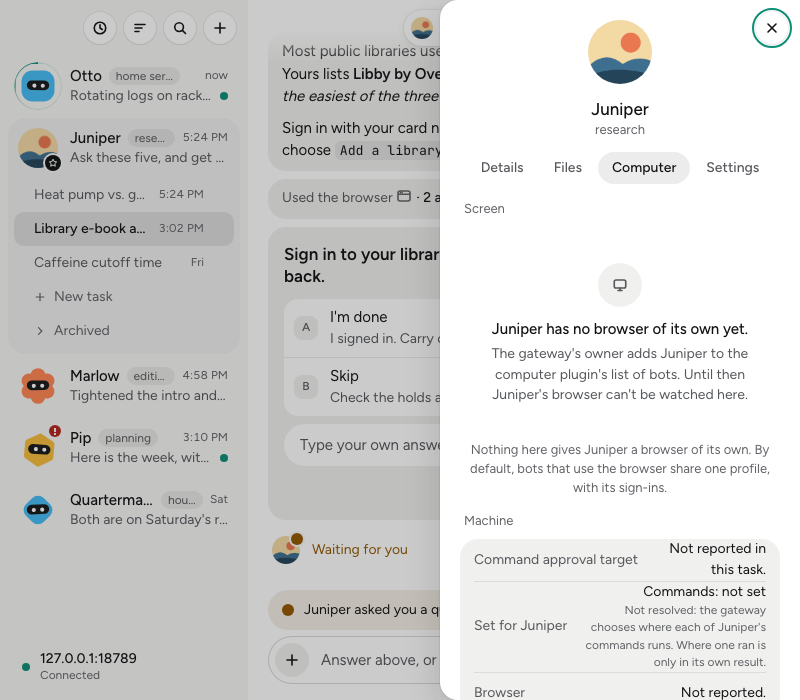 Otto home ser... now
Rotating logs on rack...
Juniper rese... 5:24 PM
Ask these five, and get ...
Heat pump vs. g... 5:24 PM
Library e-book a... 3:02 PM
Caffeine cutoff time Fri
New task
Archived
Marlow editi... 4:58 PM
Tightened the intro and...
Pip planning 3:10 PM
Here is the week, wit...
Quarterma... hou... Sat
Both are on Saturday's r...
127.0.0.1:18789
Connected
Most public libraries use
Yours lists Libby by Ove
the easiest of the three
Sign in with your card n
choose Add a library
Used the browser · 2 a
Sign in to your librar
back.
A I'm done
I signed in. Carry
B Skip
Check the holds a
Type your own answe
Waiting for you
Juniper asked you a q
Answer above, or
Juniper
research
Details Files Computer Settings
Screen
Juniper has no browser of its own yet.
The gateway's owner adds Juniper to the
computer plugin's list of bots. Until then
Juniper's browser can't be watched here.
Nothing here gives Juniper a browser of its own. By
default, bots that use the browser share one profile,
with its sign-ins.
Machine
Command approval target Not reported in
this task.
Set for Juniper Commands: not set
Not resolved: the gateway
chooses where each of Juniper's
commands runs. Where one ran is
only in its own result.
Browser Not reported.